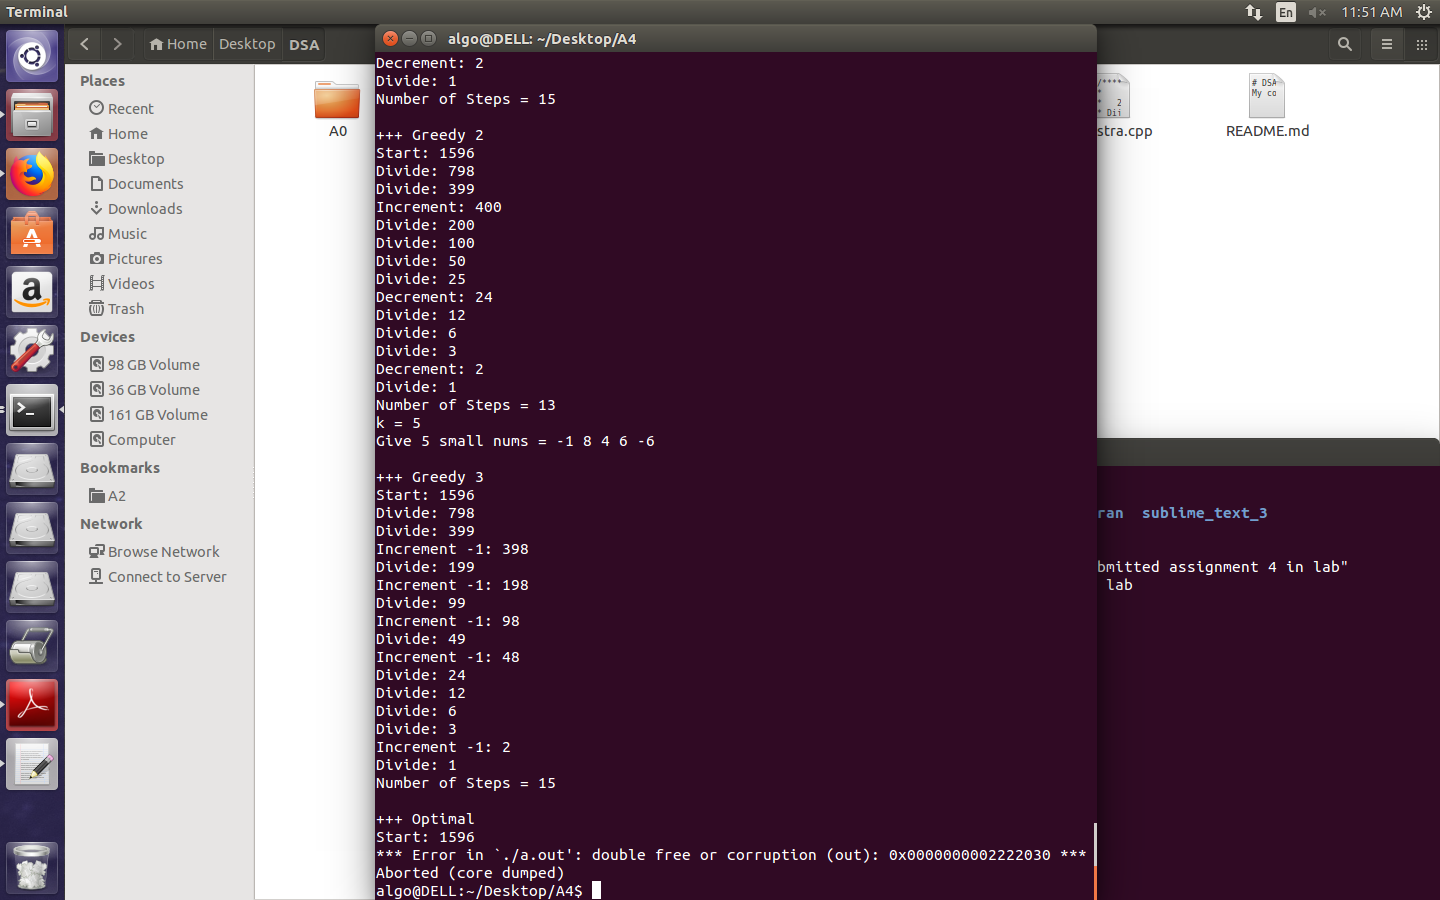 Terminal
En
11:51 AM
Home
Desktop
DSA
algo@DELL: ~/Desktop/A4
Places
Recent
Home
Desktop
Documents
Downloads
Music
Pictures
Videos
Trash
Devices
98 GB Volume
36 GB Volume
161 GB Volume
Computer
Bookmarks
A2
Network
Browse Network
Connect to Server
A0
Decrement: 2
Divide: 1
Number of Steps = 15
+++ Greedy 2
Start: 1596
Divide: 798
Divide: 399
Increment: 400
Divide: 200
Divide: 100
Divide: 50
Divide: 25
Decrement: 24
Divide: 12
Divide: 6
Divide: 3
Decrement: 2
Divide: 1
Number of Steps = 13
k = 5
Give 5 small nums = -1 8 4 6 -6
+++ Greedy 3
Start: 1596
Divide: 798
Divide: 399
Increment -1: 398
Divide: 199
Increment -1: 198
Divide: 99
Increment -1: 98
Divide: 49
Increment -1: 48
Divide: 24
Divide: 12
Divide: 6
Divide: 3
Increment -1: 2
Divide: 1
Number of Steps = 15
+++ Optimal
Start: 1596
*** Error in `./a.out': double free or corruption (out): 0x0000000002222030 ***
Aborted (core dumped)
algo@DELL:~/Desktop/A4$
/****
*
* 2
* Dij
stra.cpp
# DSA
My co
README.md
ran sublime_text_3
bmitted assignment 4 in lab"
lab